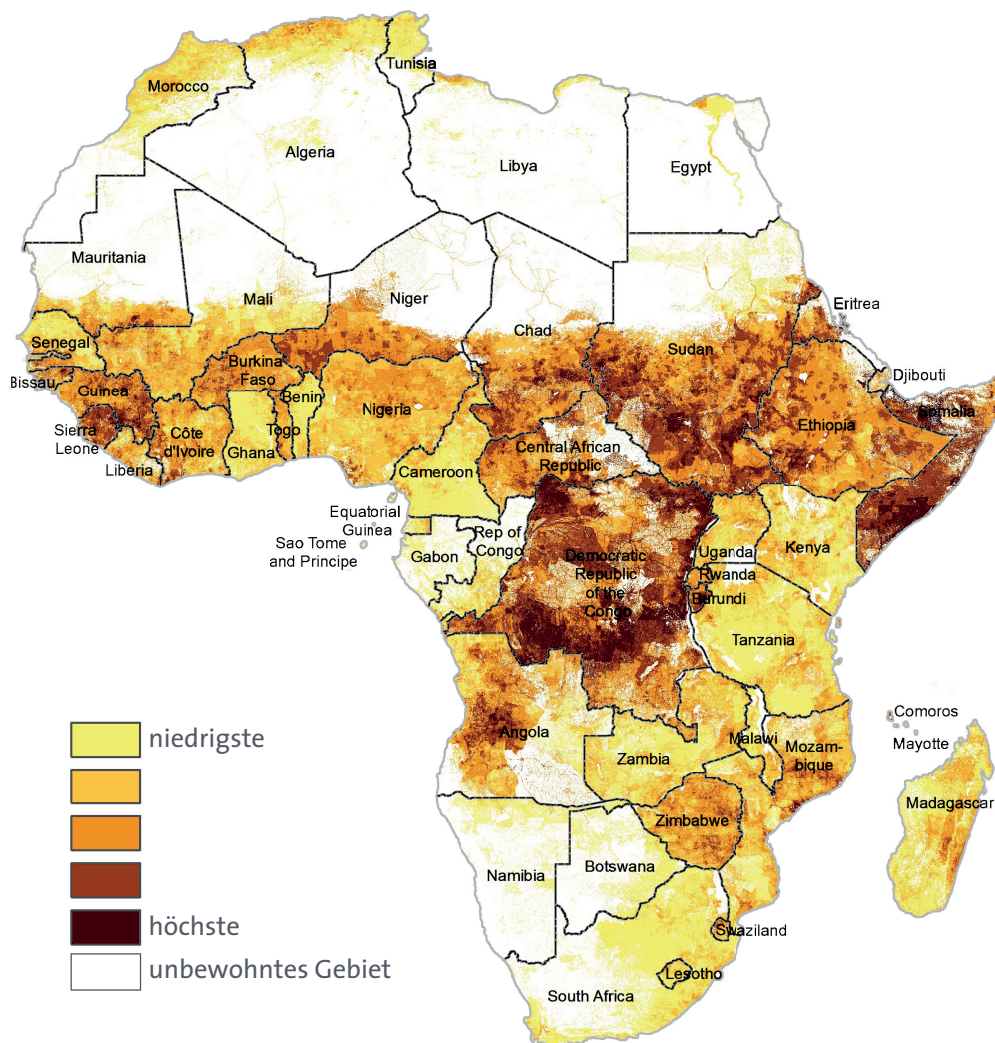 Tunisia
Morocco
Algeria
Libya
Egypt
Mauritania
Mali
Niger
Chad
Sudan
Eritrea
Senegal
Burkina
Faso
Djibouti
Bissau
Guinea
Benin
Nigeria
Somalia
Sierra
Leone
Côte
d'Ivoire
Togo
Ghana
Ethiopia
Liberia
Central African
Republic
Cameroon
Equatorial
Guinea
Sao Tome
and Principe
Gabon
Rep of
Congo
Democratic
Republic
of the
Congo
Uganda
Kenya
Rwanda
Burundi
Tanzania
Comoros
Mayotte
Angola
Malawi
Mozam-
bique
Zambia
Madagascar
Zimbabwe
Namibia
Botswana
Swaziland
Lesotho
South Africa
niedrigste
höchste
unbewohntes Gebiet